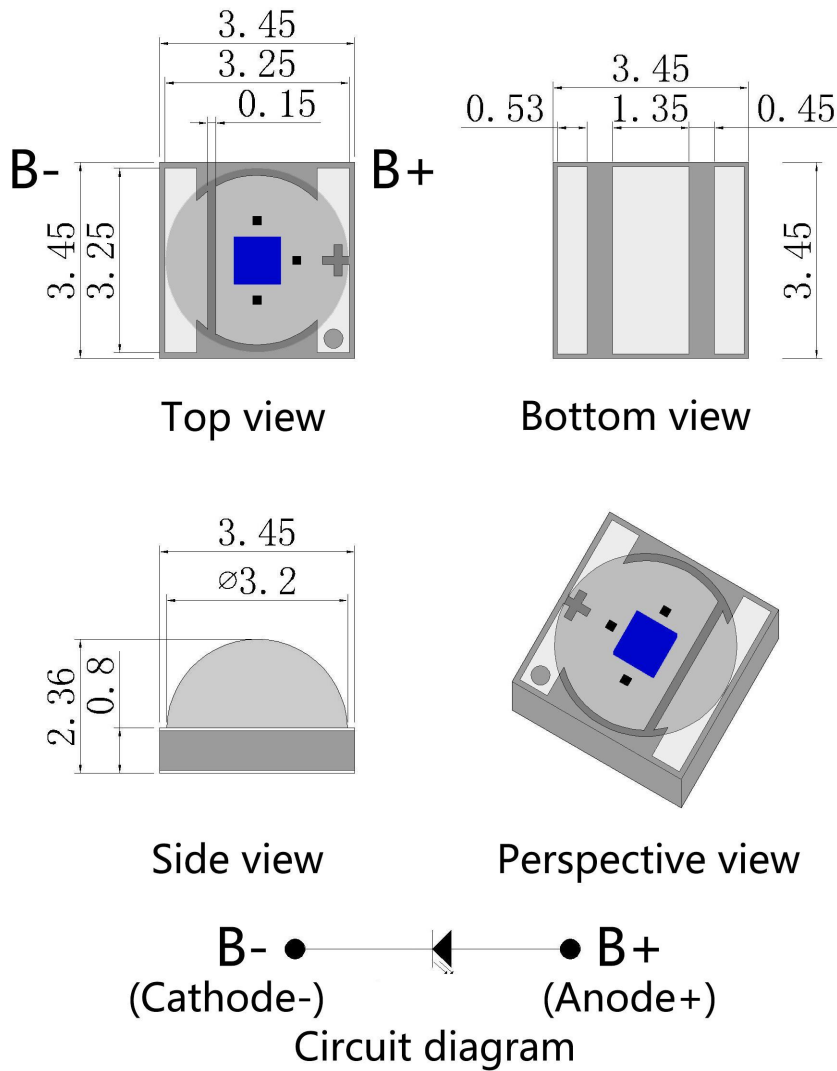 3.45
3.25
0.15
B-
B+
3.45
3.25
Top view
3.45
0.53
1.35
0.45
3.45
Bottom view
3.45
⌀3.2
2.36
0.8
Side view
Perspective view
B-
B+
(Cathode-)
(Anode+)
Circuit diagram